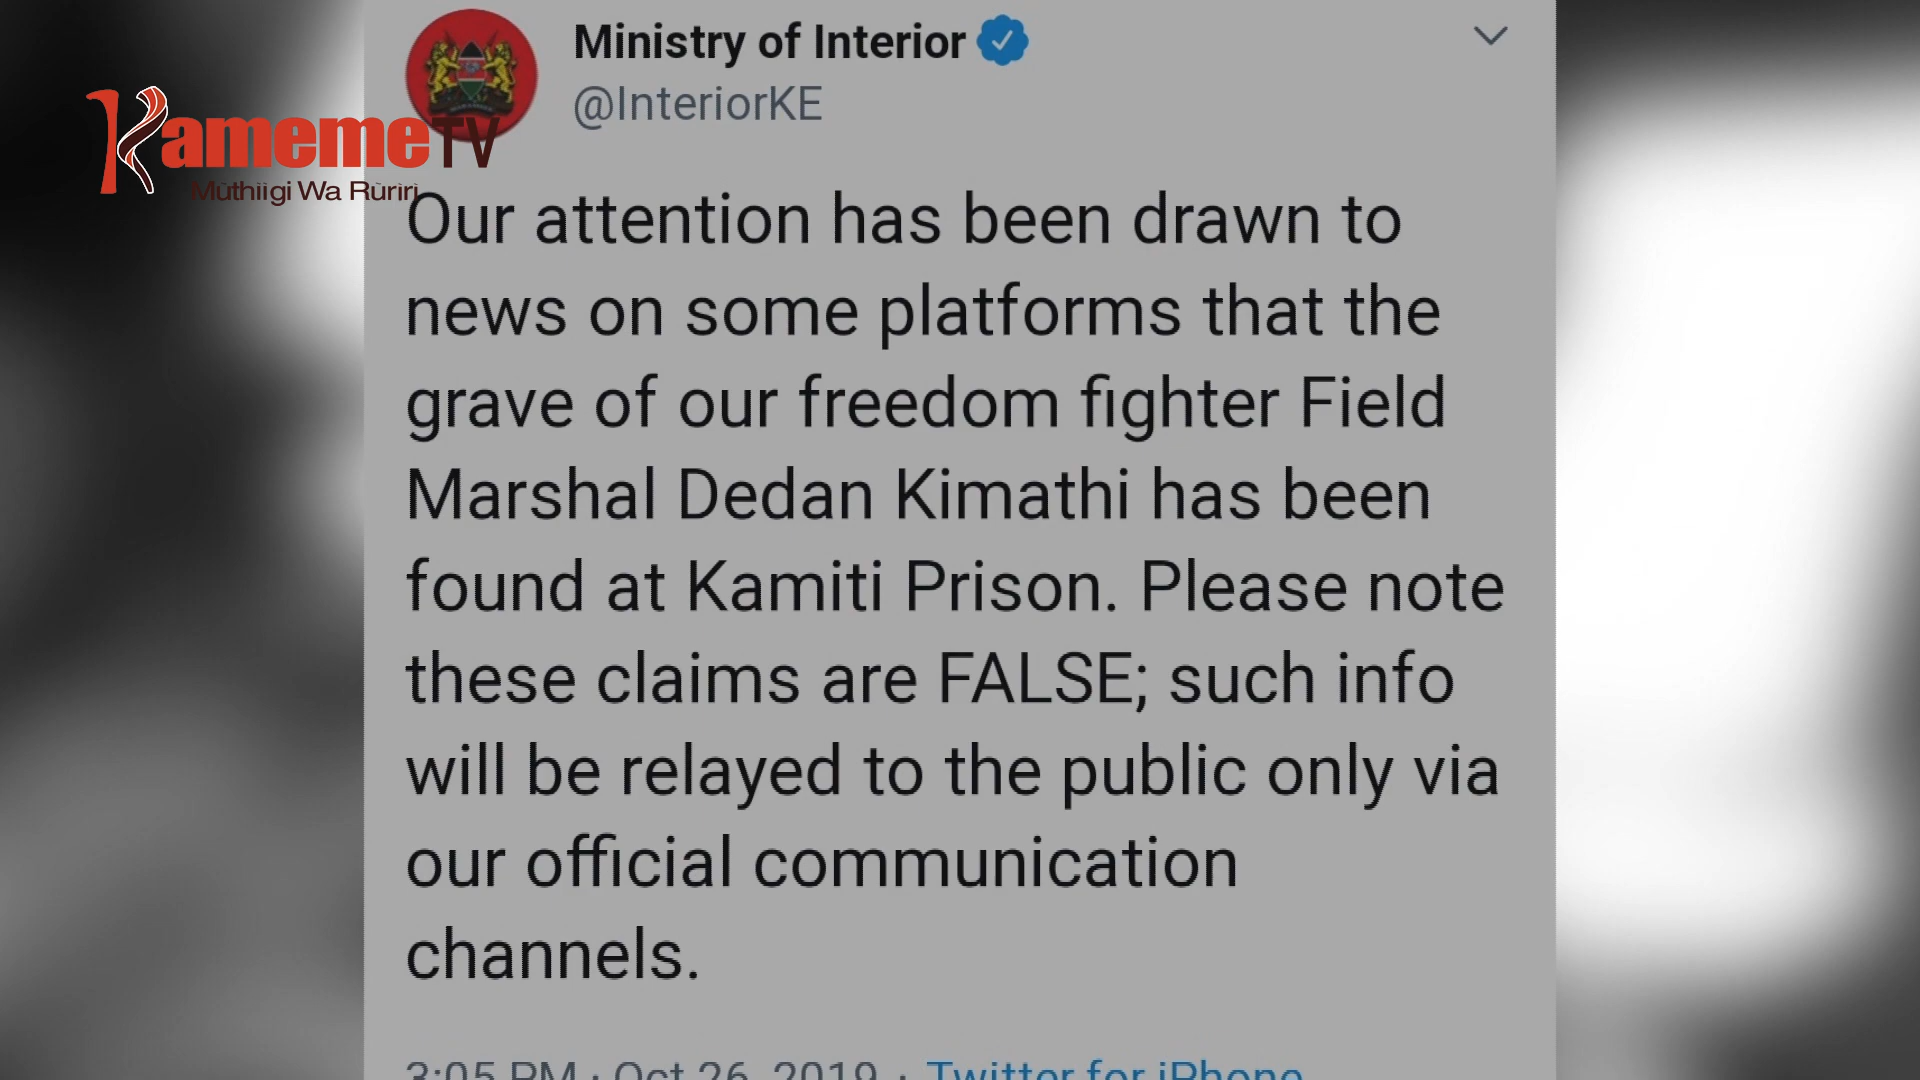 Ministry of Interior
@InteriorKE
Kameme TV
Mũthiigi Wa Rũrĩrĩ
Our attention has been drawn to
news on some platforms that the
grave of our freedom fighter Field
Marshal Dedan Kimathi has been
found at Kamiti Prison. Please note
these claims are FALSE; such info
will be relayed to the public only via
our official communication
channels.
3:05 PM · Oct 26, 2019 · Twitter for iPhone